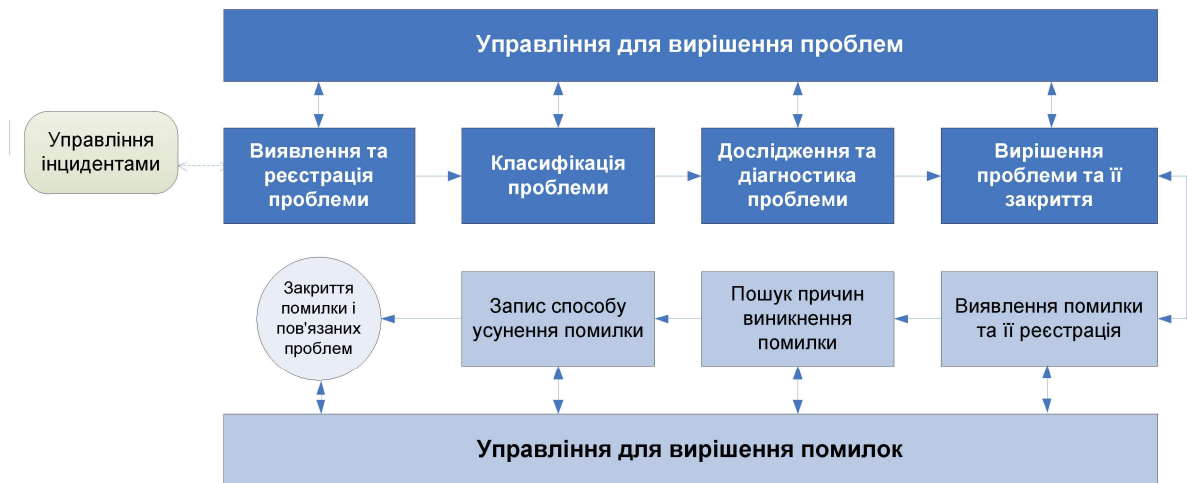 Управління для вирішення проблем
Управління
інцидентами
Виявлення та
реєстрація
проблеми
Класифікація
проблеми
Дослідження та
діагностика
проблеми
Вирішення
проблеми та її
закриття
Закриття
помилки і
пов'язаних
проблем
Запис способу
усунення помилки
Пошук причин
виникнення
помилки
Виявлення помилки
та її реєстрація
Управління для вирішення помилок